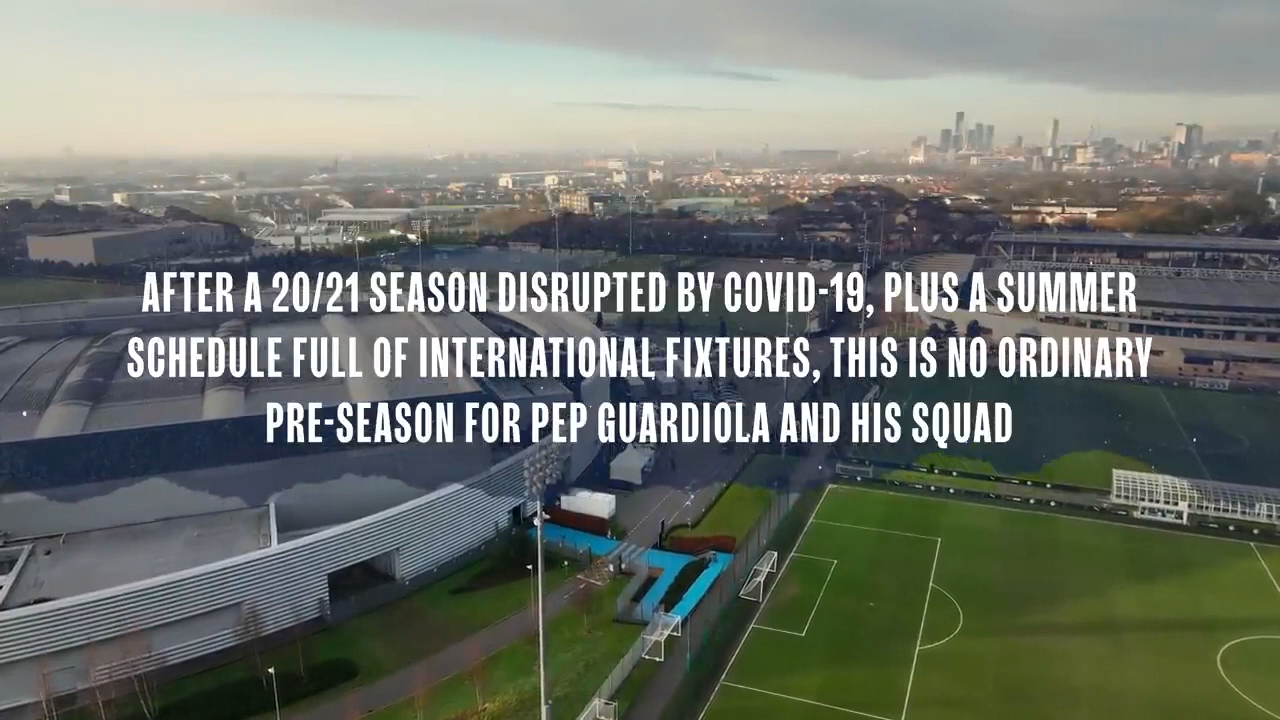 AFTER A 20/21 SEASON DISRUPTED BY COVID-19, PLUS A SUMMER
SCHEDULE FULL OF INTERNATIONAL FIXTURES, THIS IS NO ORDINARY
PRE-SEASON FOR PEP GUARDIOLA AND HIS SQUAD